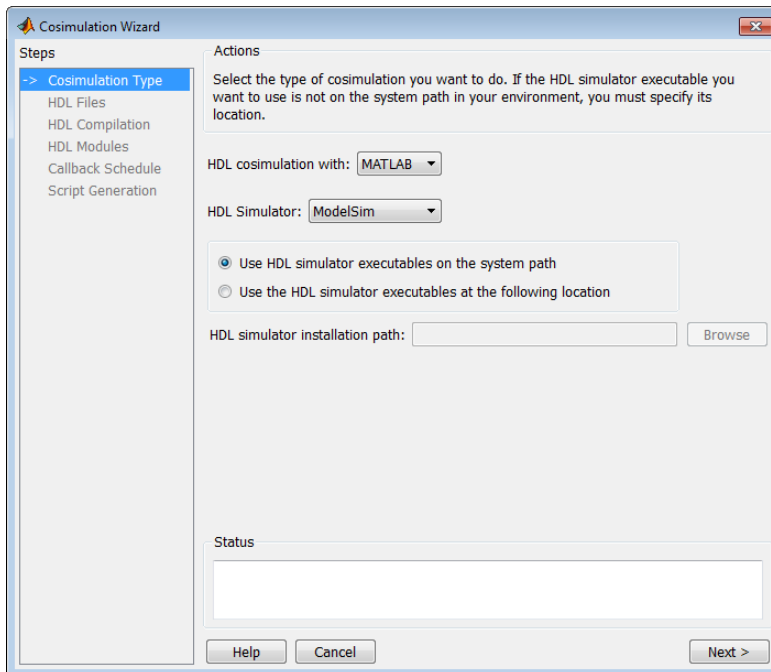 Cosimulation Wizard
Steps
-> Cosimulation Type
HDL Files
HDL Compilation
HDL Modules
Callback Schedule
Script Generation
Actions
Select the type of cosimulation you want to do. If the HDL simulator executable you
want to use is not on the system path in your environment, you must specify its
location.
HDL cosimulation with: MATLAB
HDL Simulator: ModelSim
Use HDL simulator executables on the system path
Use the HDL simulator executables at the following location
HDL simulator installation path: Browse
Status
Help Cancel Next >